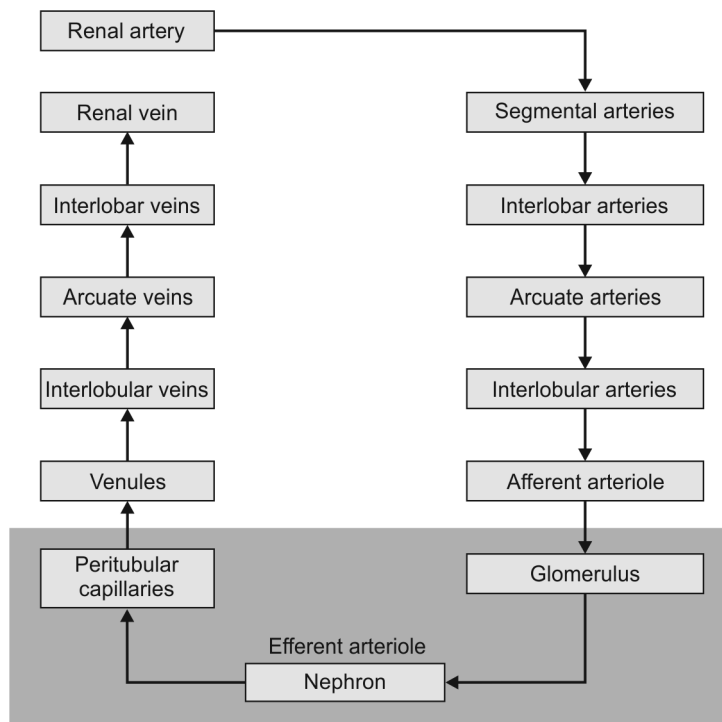 Renal artery
Renal vein
Segmental arteries
Interlobar veins
Interlobar arteries
Arcuate veins
Arcuate arteries
Interlobular veins
Interlobular arteries
Venules
Afferent arteriole
Peritubular
capillaries
Glomerulus
Efferent arteriole
Nephron